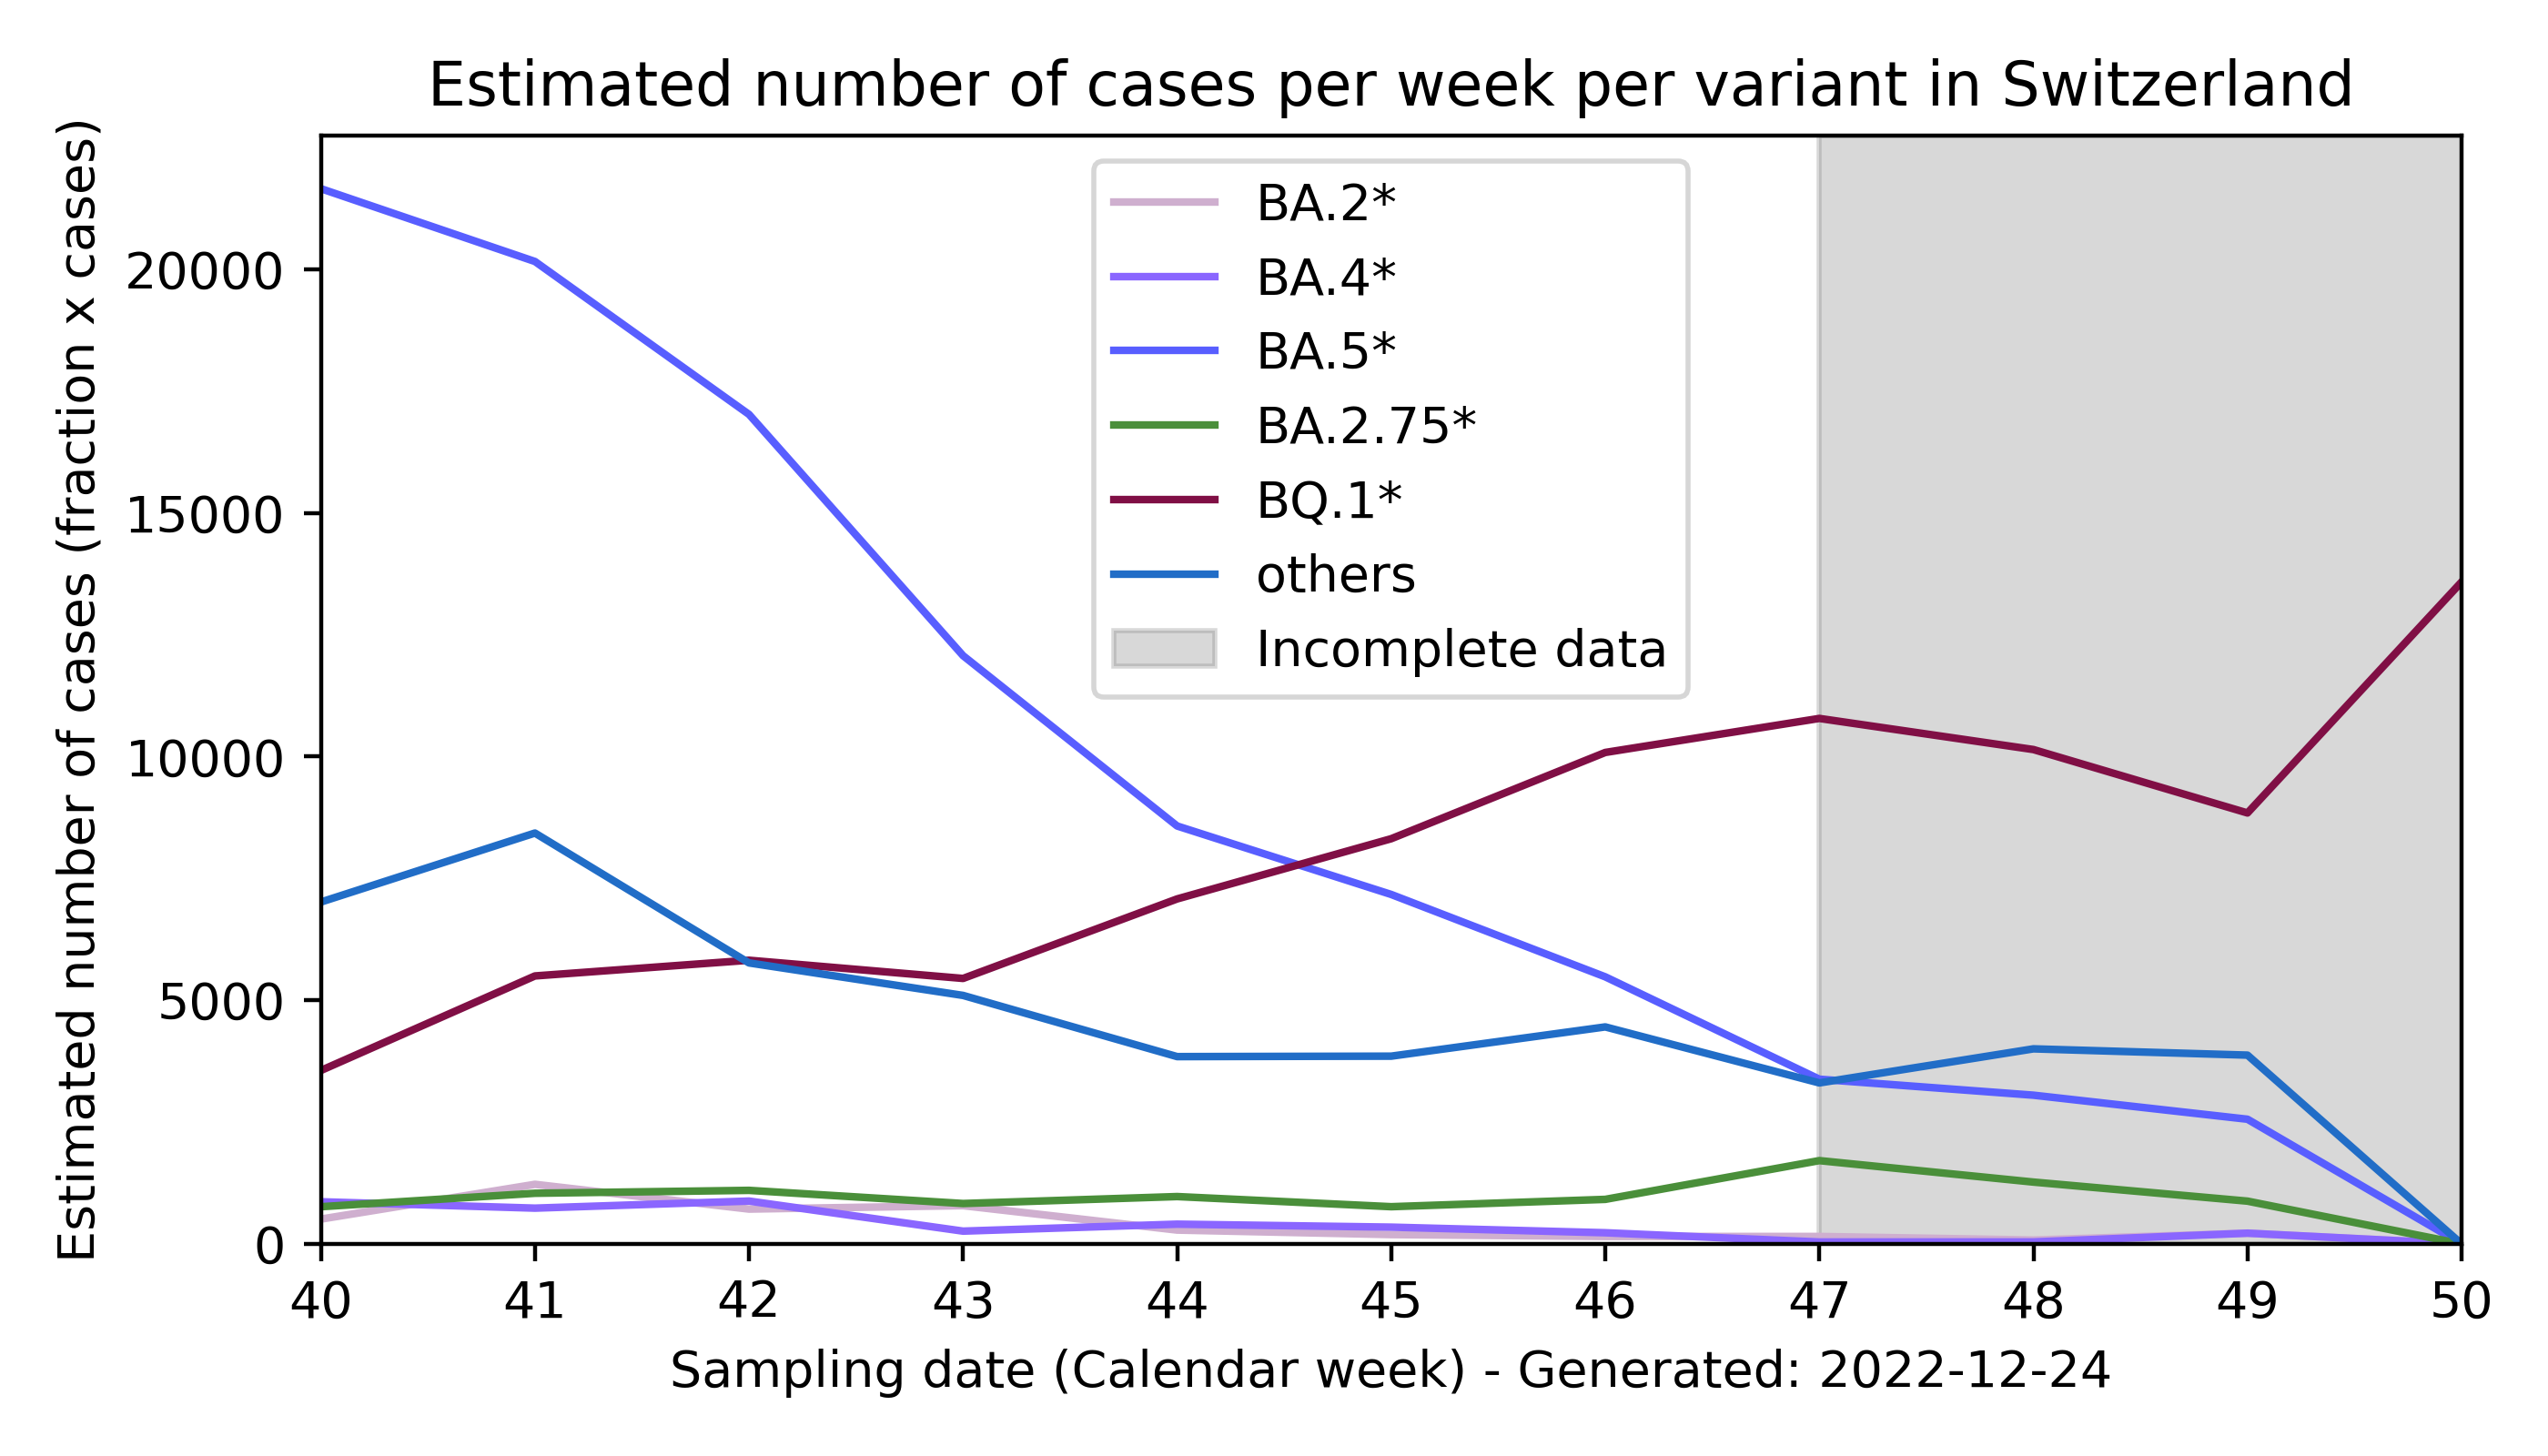 Estimated number of cases per week per variant in Switzerland
Estimated number of cases (fraction x cases)
20000
15000
10000
5000
0
BA.2*
BA.4*
BA.5*
BA.2.75*
BQ.1*
others
Incomplete data
40 41 42 43 44 45 46 47 48 49 50
Sampling date (Calendar week) - Generated: 2022-12-24